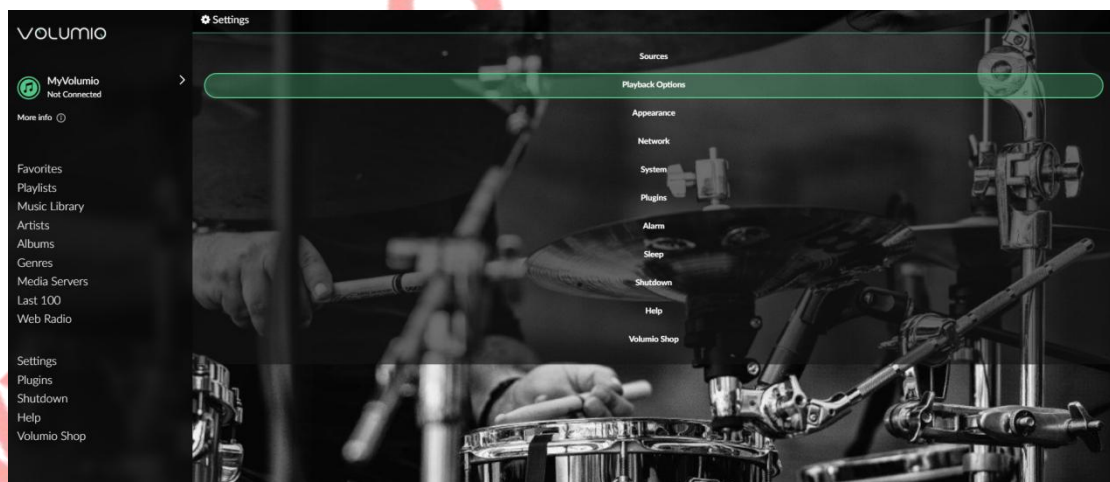 VOLUMIO
MyVolumio
Not Connected
More info
Favorites
Playlists
Music Library
Artists
Albums
Genres
Media Servers
Last 100
Web Radio
Settings
Plugins
Shutdown
Help
Volumio Shop
Settings
Sources
Playback Options
Appearance
Network
System
Plugins
Alarm
Sleep
Shutdown
Help
Volumio Shop